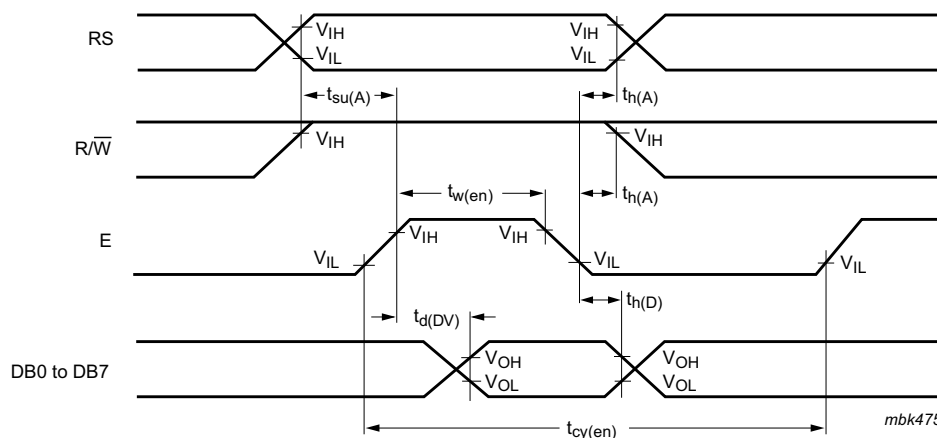 RS
VIH
VIL
VIH
VIL
tsu(A)
th(A)
R/W̅
VIH
VIH
tw(en)
th(A)
E
VIL
VIH
VIH
VIL
VIL
td(DV)
th(D)
DB0 to DB7
VOH
VOL
VOH
VOL
tcy(en)
mbk475